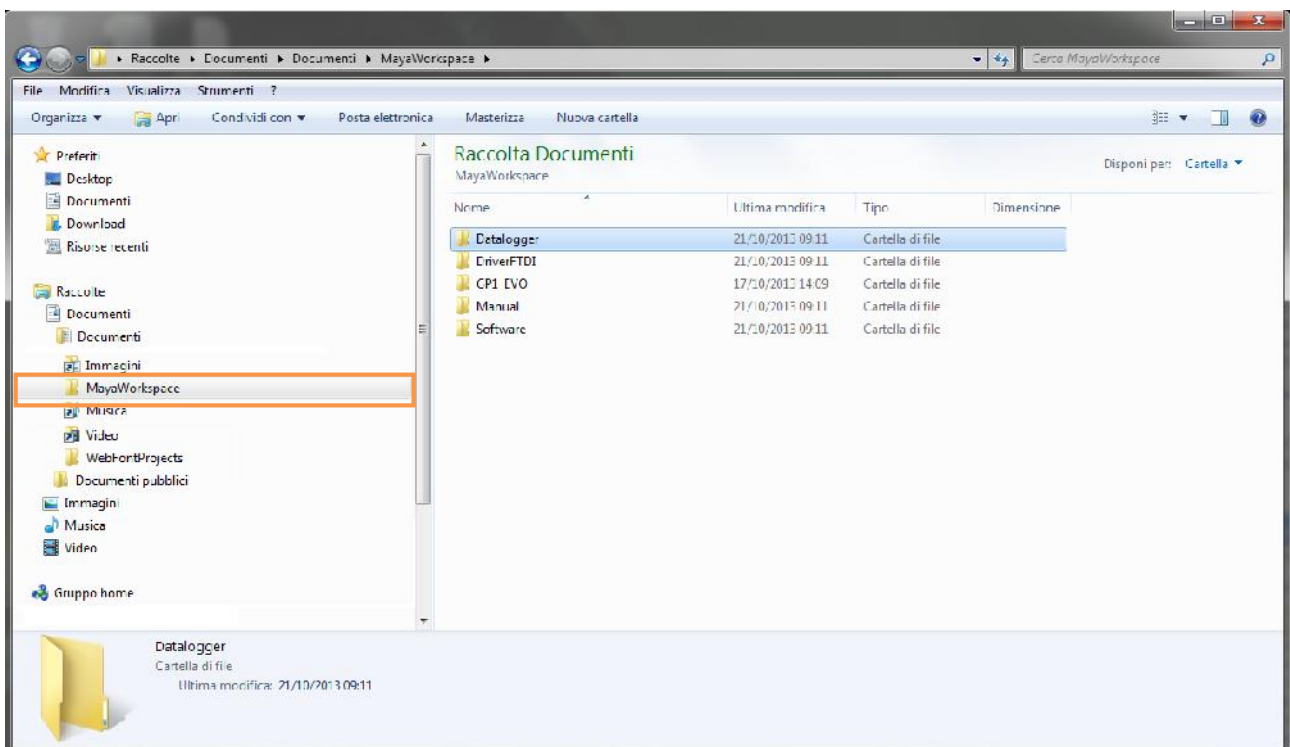 Raccolte Documenti Documenti MayaWorkspace
Cerca MayaWorkspace
File Modifica Visualizza Strumenti ?
Organizza Apri Condividi con Posta elettronica Masterizza Nuova cartella
Preferiti
Desktop
Documenti
Download
Risorse recenti
Raccolte
Documenti
Documenti
Immagini
MayaWorkspace
Musica
Video
WebFontProjects
Documenti pubblici
Immagini
Musica
Video
Gruppo home
Raccolta Documenti
MayaWorkspace
Disponi per: Cartella
Nome Ultima modifica Tipo Dimensione
Datalogger 21/10/2013 09:11 Cartella di file
DriverFTDI 21/10/2013 09:11 Cartella di file
CP1 EVO 17/10/2013 14:09 Cartella di file
Manual 21/10/2013 09:11 Cartella di file
Software 21/10/2013 09:11 Cartella di file
Datalogger
Cartella di file
Ultima modifica: 21/10/2013 09:11